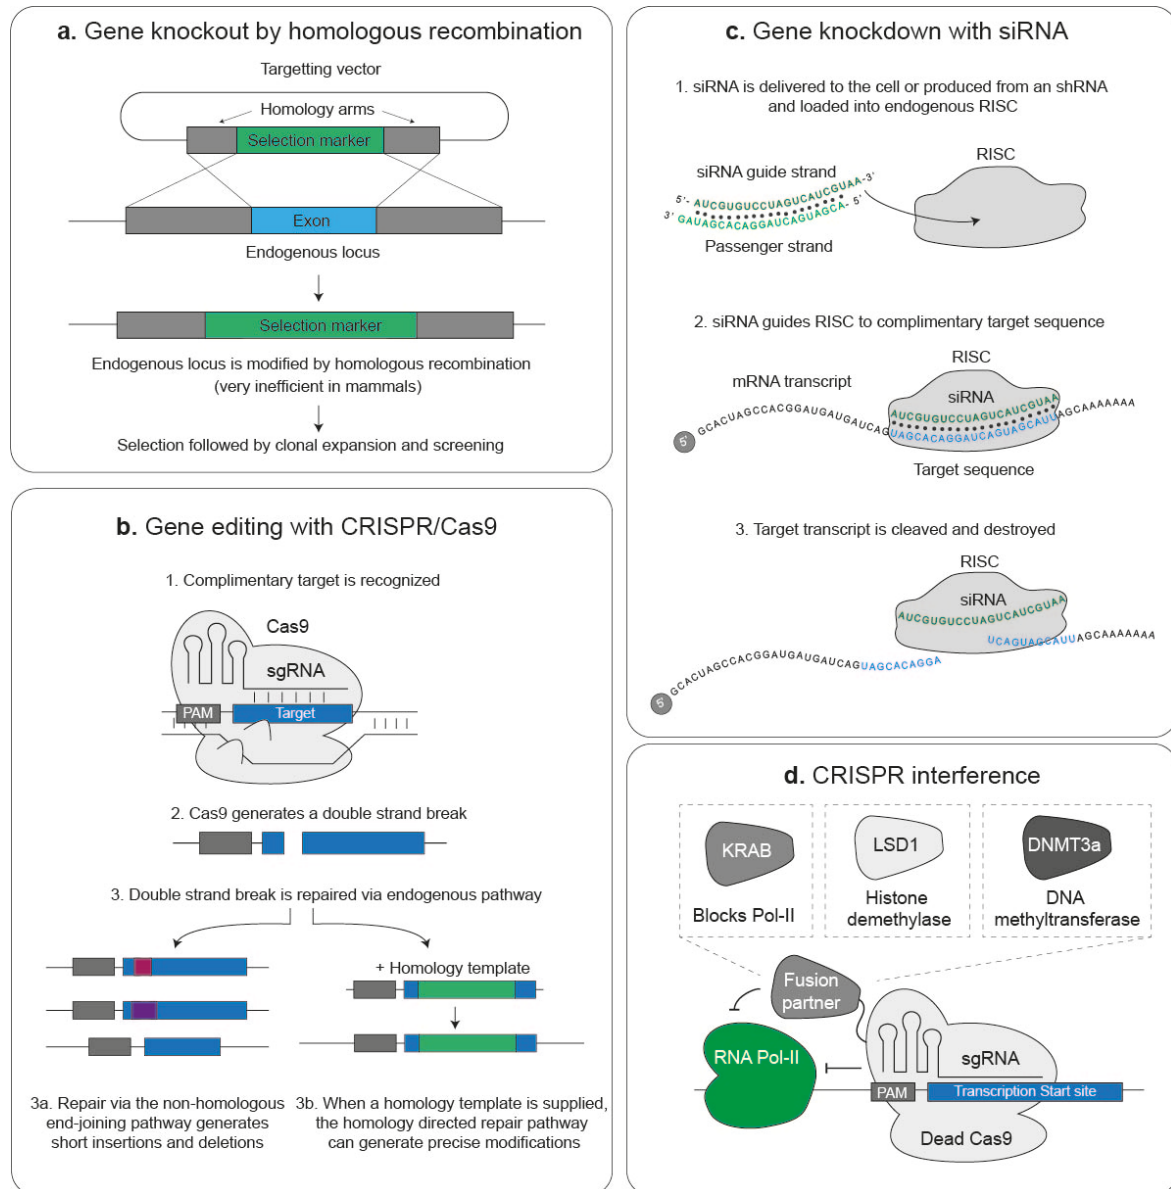 a. Gene knockout by homologous recombination
Targetting vector
Homology arms
Selection marker
Exon
Endogenous locus
Selection marker
Endogenous locus is modified by homologous recombination
(very inefficient in mammals)
Selection followed by clonal expansion and screening
b. Gene editing with CRISPR/Cas9
1. Complimentary target is recognized
Cas9
sgRNA
PAM
Target
2. Cas9 generates a double strand break
3. Double strand break is repaired via endogenous pathway
+ Homology template
3a. Repair via the non-homologous
end-joining pathway generates
short insertions and deletions
3b. When a homology template is supplied,
the homology directed repair pathway
can generate precise modifications
c. Gene knockdown with siRNA
1. siRNA is delivered to the cell or produced from an shRNA
and loaded into endogenous RISC
RISC
siRNA guide strand
5'- AUCGUGUCCUAGUCAUCGUAA-3'
3' GAUAGCACAGGAUCAGUAGCA- 5'
Passenger strand
2. siRNA guides RISC to complimentary target sequence
RISC
mRNA transcript
siRNA
AUCGUGUCCUAGUCAUCGUAA
5' GCACUAGCCACGGAUGAUGAUCAGUAGCACAGGAUCAGUAGCAUUAGCAAAAAAA
Target sequence
3. Target transcript is cleaved and destroyed
RISC
siRNA
AUCGUGUCCUAGUCAUCGUAA
UCAGUAGCAUUAGCAAAAAAA
5' GCACUAGCCACGGAUGAUGAUCAGUAGCACAGGA
d. CRISPR interference
KRAB
Blocks Pol-II
LSD1
Histone
demethylase
DNMT3a
DNA
methyltransferase
Fusion
partner
RNA Pol-II
sgRNA
PAM
Transcription Start site
Dead Cas9